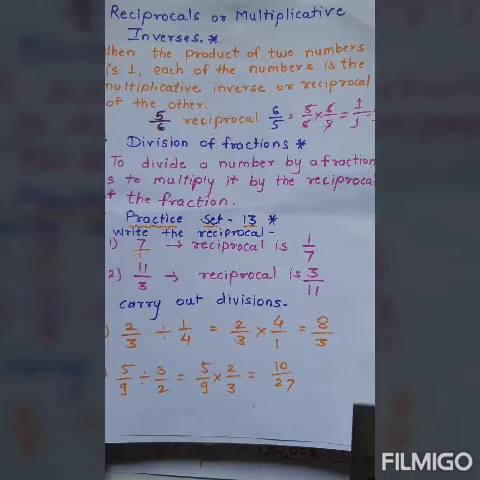 Reciprocals or Multiplicative
Inverses. *
When the product of two numbers
is 1, each of the numbers is the
multiplicative inverse or reciprocal
of the other.
5/6 reciprocal 6/5 = 5/6 × 6/5 = 1/1 = 1
* Division of fractions *
To divide a number by a fraction
is to multiply it by the reciprocal
of the fraction.
Practice Set - 13 *
Write the reciprocal -
1) 7/1 → reciprocal is 1/7
2) 11/3 → reciprocal is 3/11
carry out divisions.
) 2/3 ÷ 1/4 = 2/3 × 4/1 = 8/3
) 5/9 ÷ 3/2 = 5/9 × 2/3 = 10/27
FILMIGO